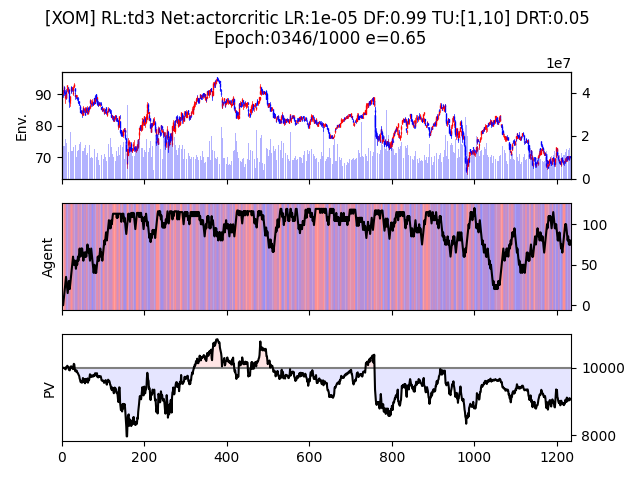 [XOM] RL:td3 Net:actorcritic LR:1e-05 DF:0.99 TU:[1,10] DRT:0.05
Epoch:0346/1000 e=0.65
1e7
Env.
90
80
70
4
2
0
Agent
100
50
0
PV
10000
8000
0 200 400 600 800 1000 1200